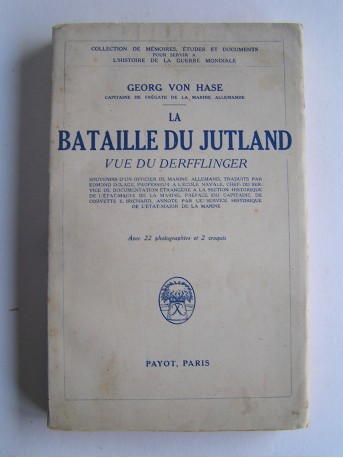 COLLECTION DE MÉMOIRES, ÉTUDES ET DOCUMENTS
POUR SERVIR A
L'HISTOIRE DE LA GUERRE MONDIALE
GEORG VON HASE
CAPITAINE DE FRÉGATE DE LA MARINE ALLEMANDE
LA
BATAILLE DU JUTLAND
VUE DU DERFFLINGER
SOUVENIRS D'UN OFFICIER DE MARINE ALLEMAND, TRADUITS PAR
EDMOND DELAGE, PROFESSEUR A L'ÉCOLE NAVALE, CHEF DU SER-
VICE DE DOCUMENTATION ÉTRANGÈRE A LA SECTION HISTORIQUE
DE L'ÉTAT-MAJOR DE LA MARINE, PRÉFACE DU CAPITAINE DE
CORVETTE L. RICHARD, ANNOTÉ PAR LE SERVICE HISTORIQUE
DE L'ÉTAT-MAJOR DE LA MARINE
Avec 22 photographies et 2 croquis
PAYOT, PARIS